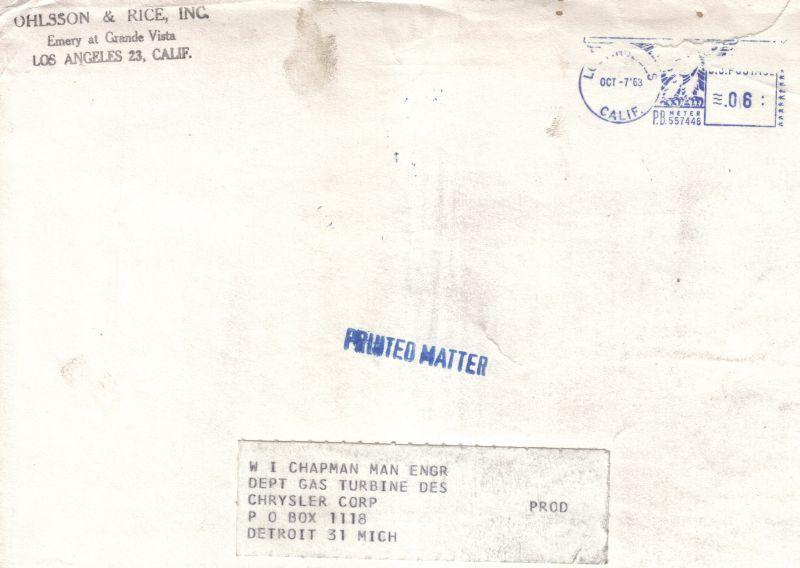 OHLSSON & RICE, INC.
Emery at Grande Vista
LOS ANGELES 23, CALIF.
OCT -7'63
CALIF.
P.B. METER 557446
.06
PRINTED MATTER
W I CHAPMAN MAN ENGR
DEPT GAS TURBINE DES
CHRYSLER CORP
PROD
P O BOX 1118
DETROIT 31 MICH